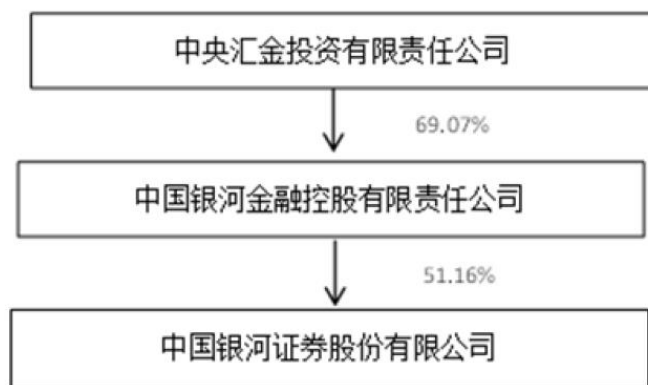 中央汇金投资有限责任公司
69.07%
中国银河金融控股有限责任公司
51.16%
中国银河证券股份有限公司